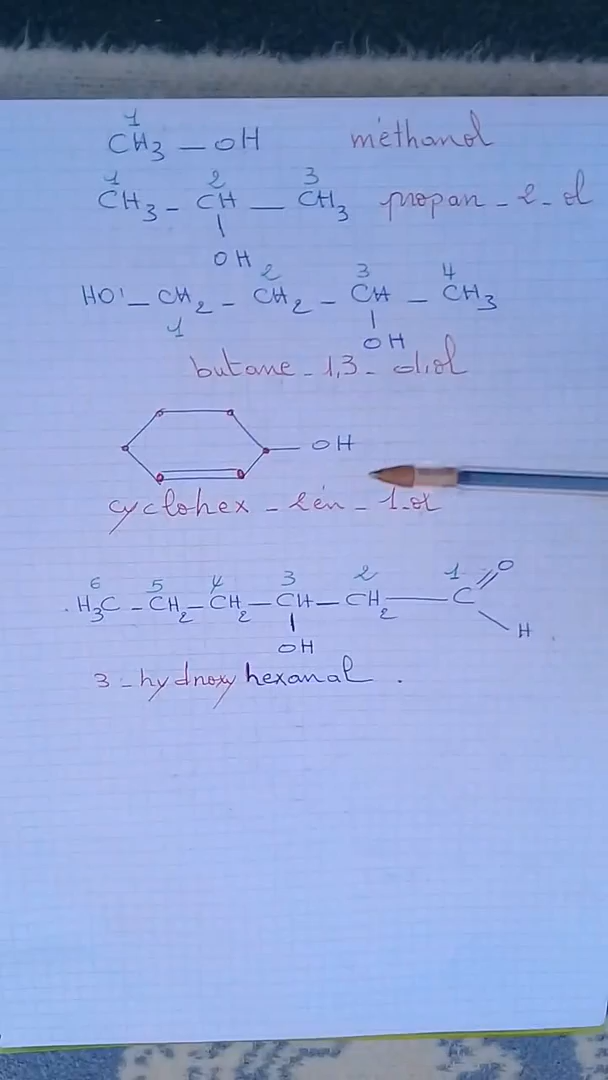 1
CH3 — OH méthanol
1 2 3
CH3 - CH — CH3 propan - 2 - ol
OH
2 3 4
HO - CH2 - CH2 - CH - CH3
1
OH
butane - 1,3 - diol
OH
cyclohex - 2én - 1-ol
6 5 4 3 2 1 O
H3C - CH2 - CH2 - CH - CH2 — C
H
OH
3 - hydroxy hexanal .